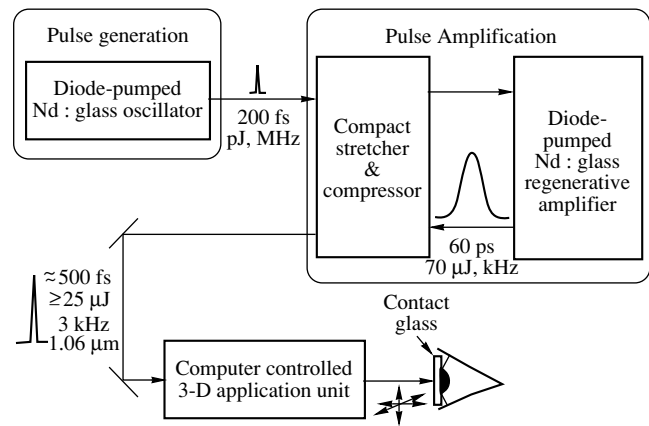 Pulse generation
Diode-pumped
Nd : glass oscillator
200 fs
pJ, MHz
Pulse Amplification
Compact
stretcher
&
compressor
Diode-
pumped
Nd : glass
regenerative
amplifier
60 ps
70 μJ, kHz
≈500 fs
≥25 μJ
3 kHz
1.06 μm
Computer controlled
3-D application unit
Contact
glass